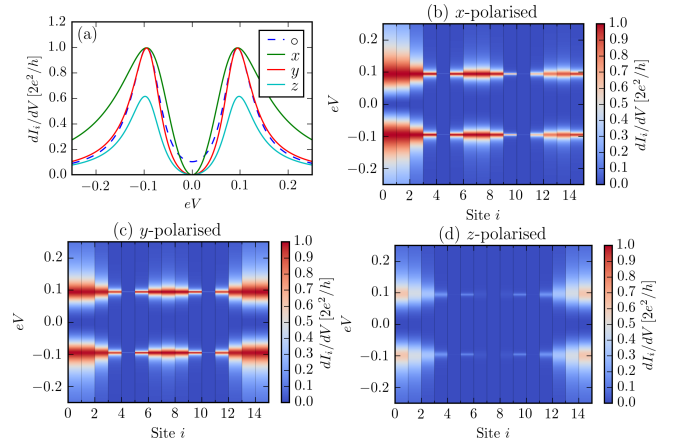 (a)
dI_i/dV [2e²/h]
1.2
1.0
0.8
0.6
0.4
0.2
0.0
−0.2 −0.1 0.0 0.1 0.2
eV
○
x
y
z
(b) x-polarised
eV
0.2
0.1
0.0
−0.1
−0.2
0 2 4 6 8 10 12 14
Site i
1.0
0.9
0.8
0.7
0.6
0.5
0.4
0.3
0.2
0.1
0.0
dI_i/dV [2e²/h]
(c) y-polarised
eV
0.2
0.1
0.0
−0.1
−0.2
0 2 4 6 8 10 12 14
Site i
1.0
0.9
0.8
0.7
0.6
0.5
0.4
0.3
0.2
0.1
0.0
dI_i/dV [2e²/h]
(d) z-polarised
eV
0.2
0.1
0.0
−0.1
−0.2
0 2 4 6 8 10 12 14
Site i
1.0
0.9
0.8
0.7
0.6
0.5
0.4
0.3
0.2
0.1
0.0
dI_i/dV [2e²/h]